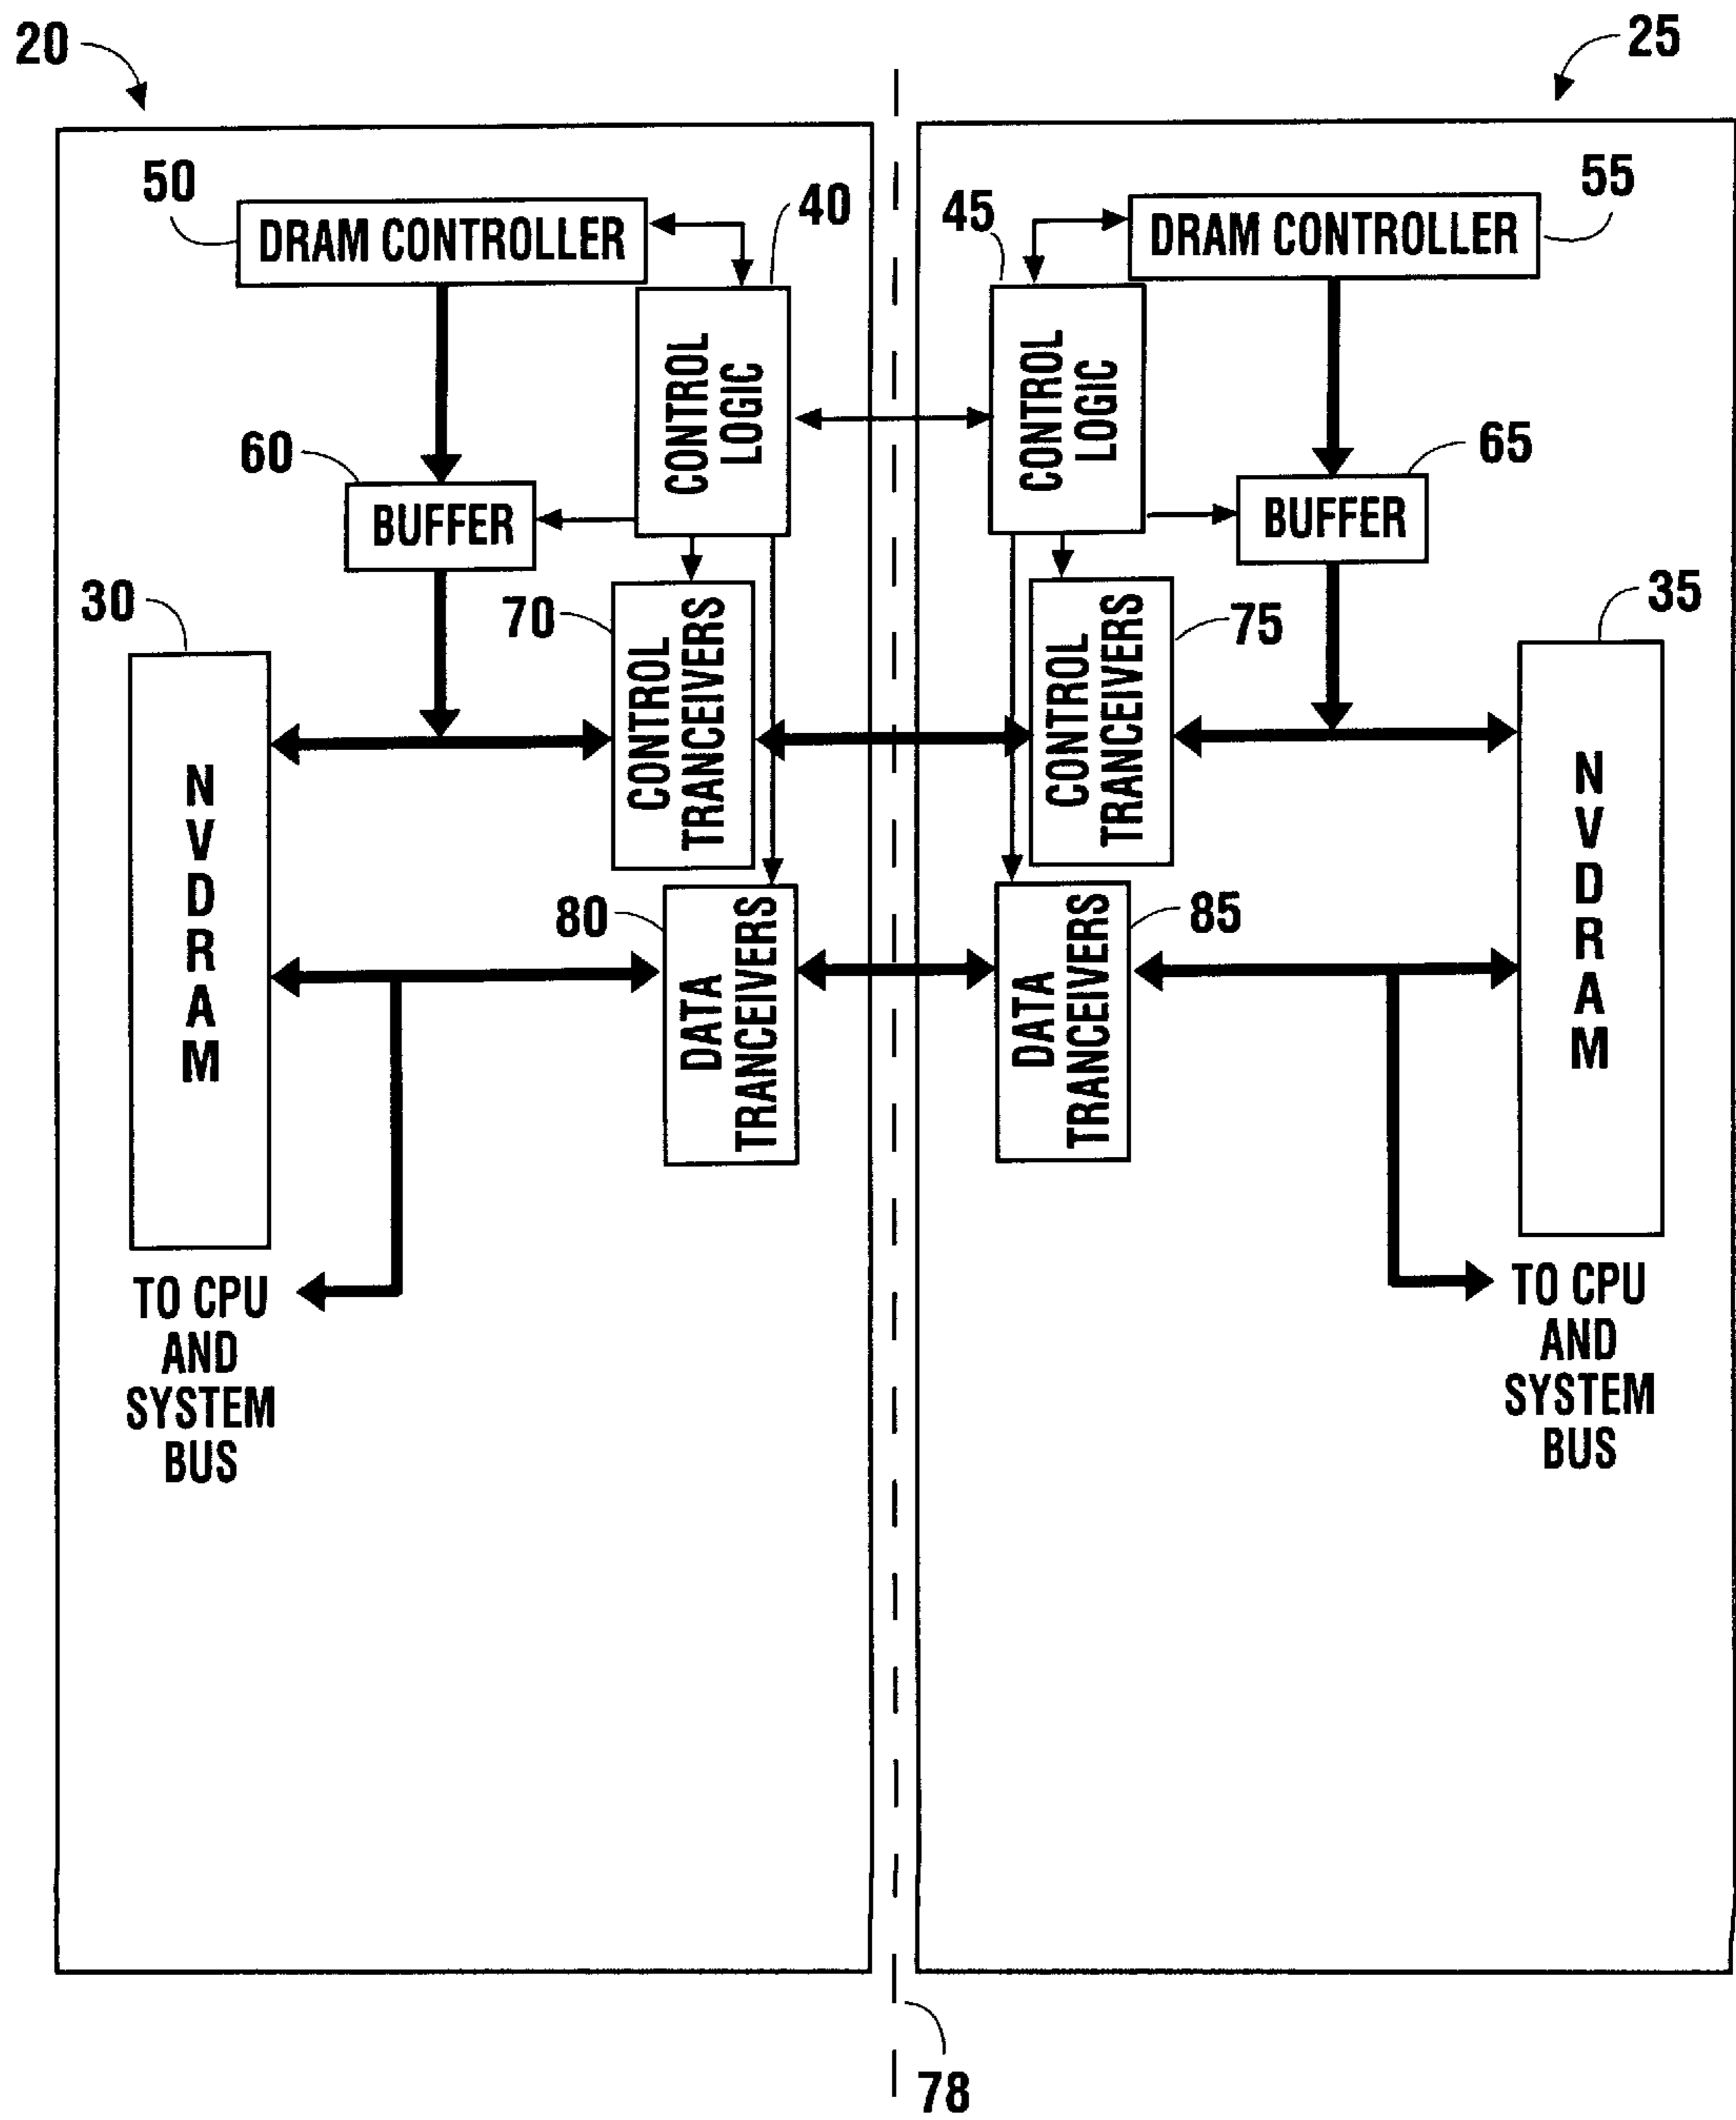 20
25
50
DRAM CONTROLLER
40
45
DRAM CONTROLLER
55
CONTROL
LOGIC
CONTROL
LOGIC
60
BUFFER
BUFFER
65
30
70
CONTROL
TRANCEIVERS
CONTROL
TRANCEIVERS
75
35
NVDRAM
NVDRAM
80
DATA
TRANCEIVERS
DATA
TRANCEIVERS
85
TO CPU
AND
SYSTEM
BUS
TO CPU
AND
SYSTEM
BUS
78